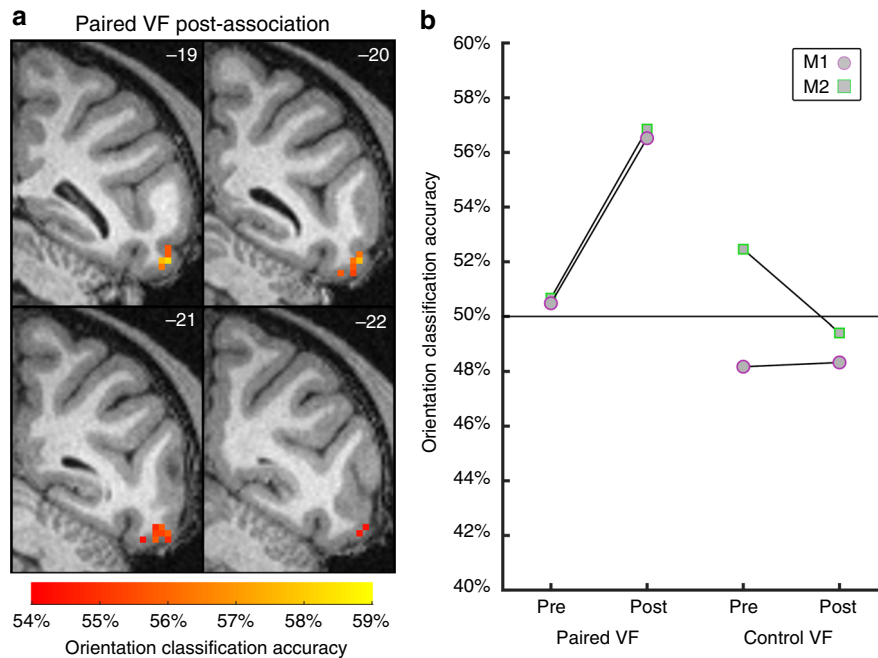 a
Paired VF post-association
–19
–20
–21
–22
54% 55% 56% 57% 58% 59%
Orientation classification accuracy
b
60%
58%
56%
54%
52%
50%
48%
46%
44%
42%
40%
Orientation classification accuracy
M1
M2
Pre Post Pre Post
Paired VF Control VF